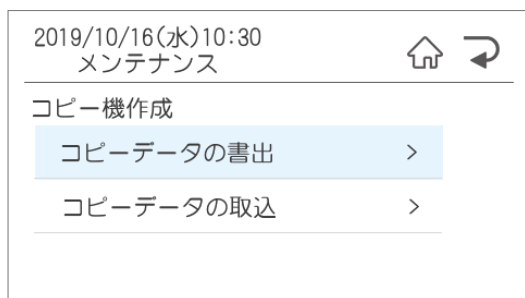 2019/10/16(水)10:30
メンテナンス
コピー機作成
コピーデータの書出 >
コピーデータの取込 >